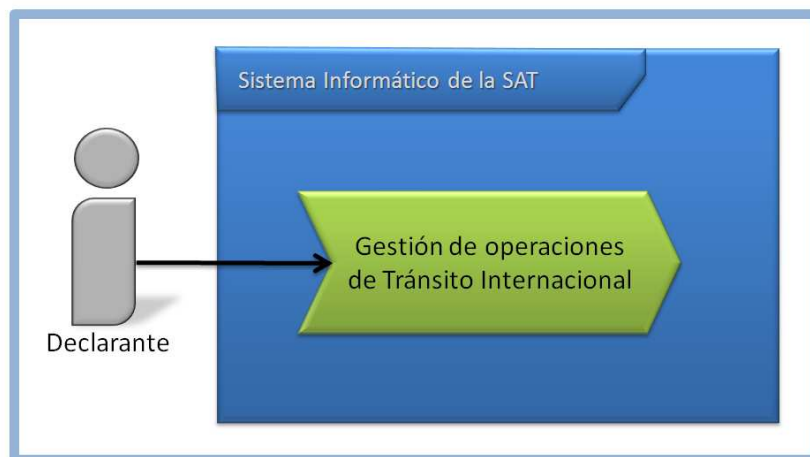 Sistema Informático de la SAT
Gestión de operaciones
de Tránsito Internacional
Declarante